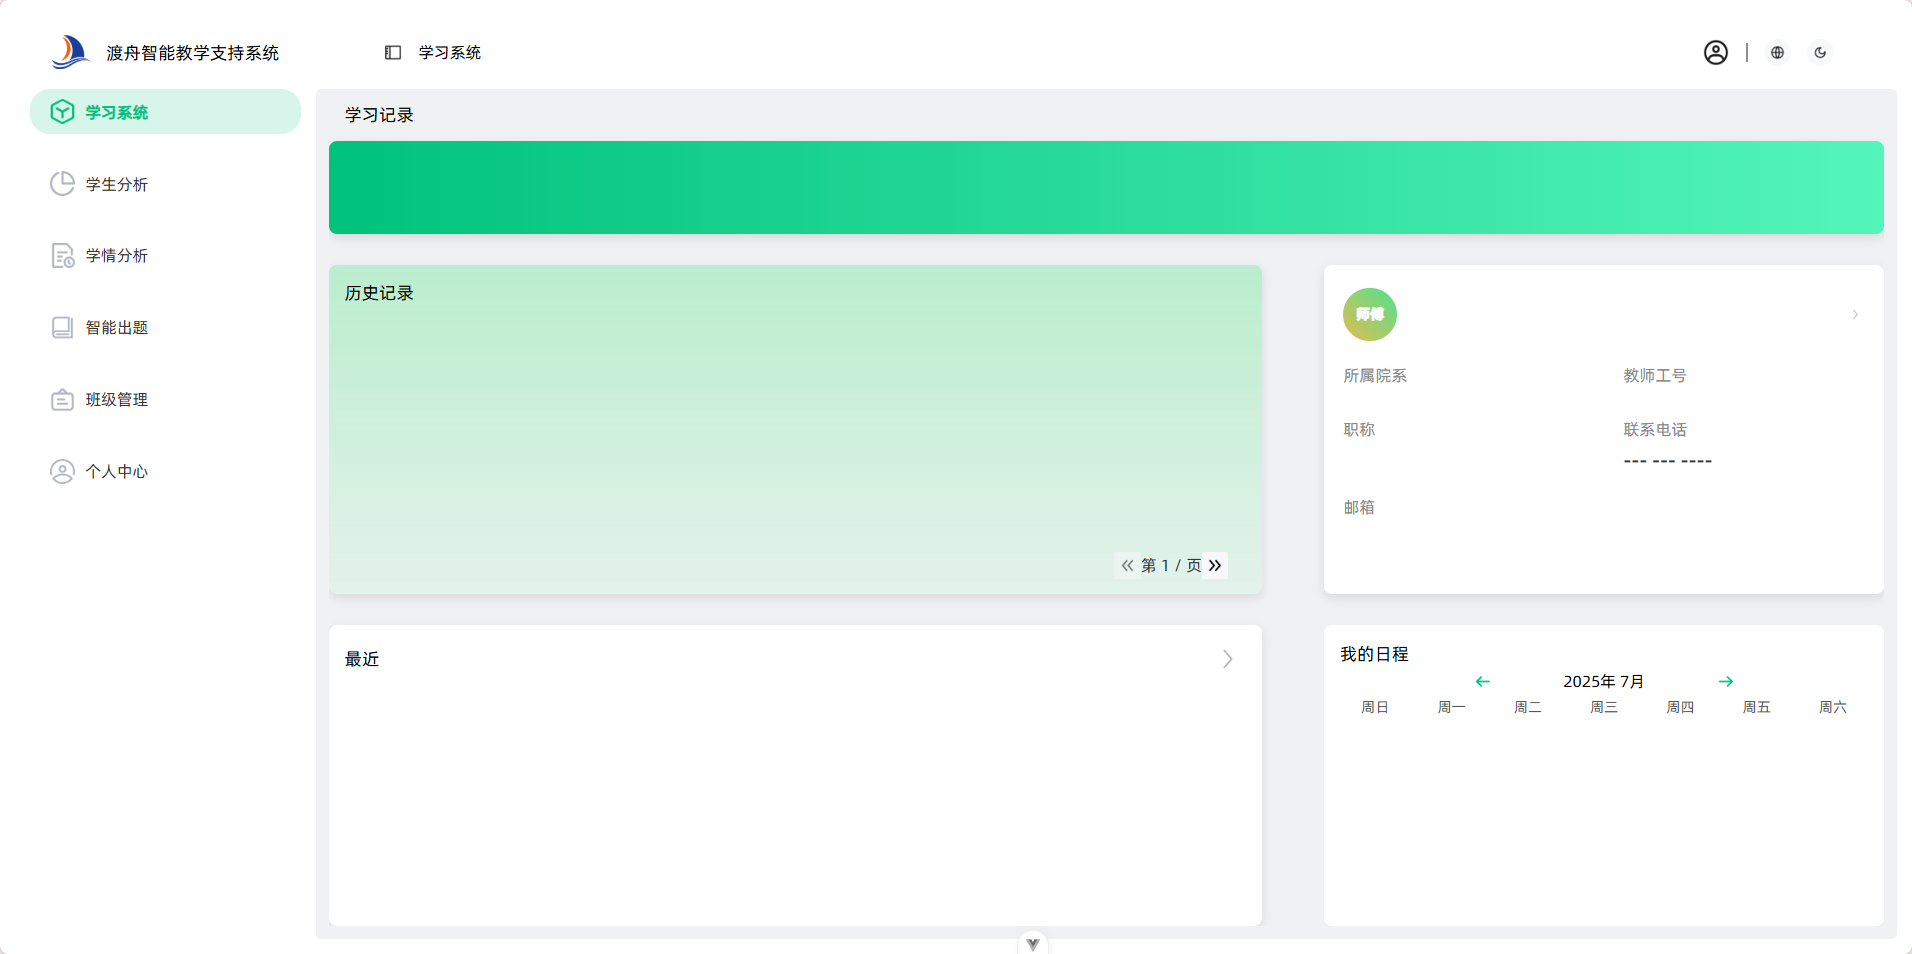 渡舟智能教学支持系统
学习系统
学习系统
学生分析
学情分析
智能出题
班级管理
个人中心
学习记录
历史记录
第 1 / 页
师傅
所属院系
教师工号
职称
联系电话
--- --- ----
邮箱
最近
我的日程
2025年 7月
周日 周一 周二 周三 周四 周五 周六